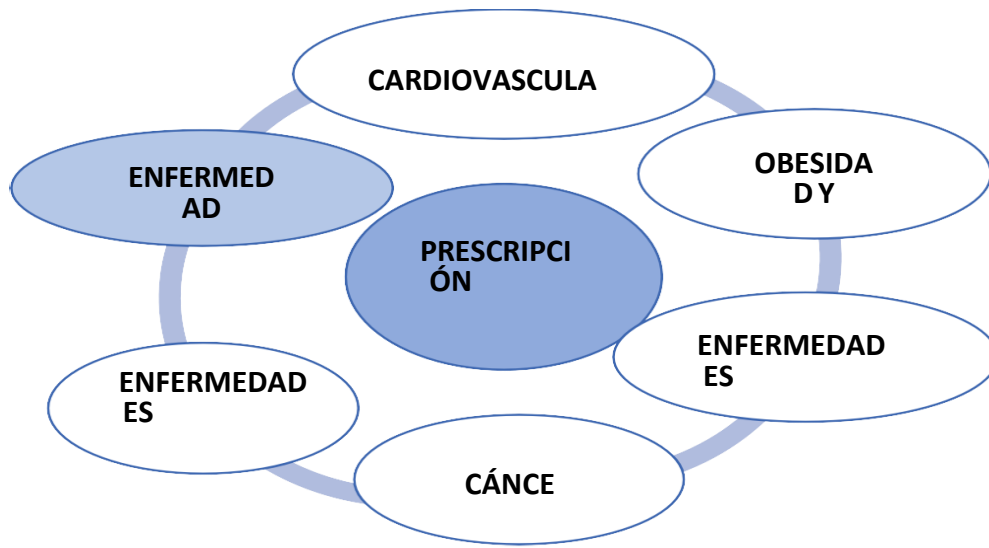 CARDIOVASCULA
OBESIDA
D Y
ENFERMED
AD
PRESCRIPCI
ÓN
ENFERMEDAD
ES
ENFERMEDAD
ES
CÁNCE